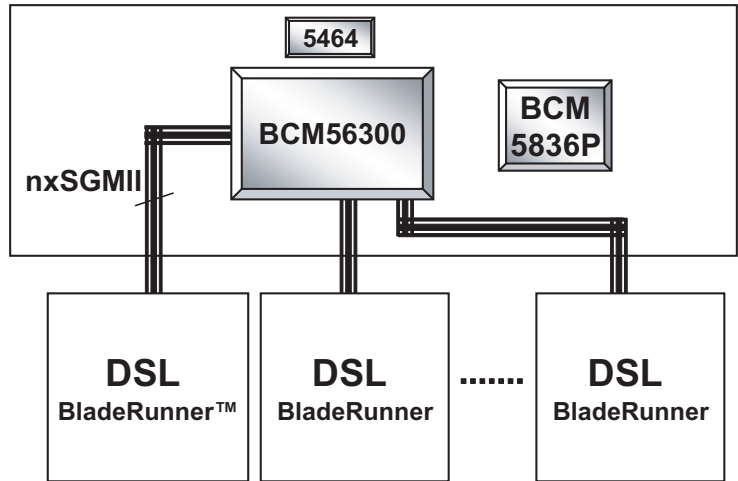 5464
BCM56300
BCM
5836P
nxSGMII
DSL
BladeRunner™
DSL
BladeRunner
.......
DSL
BladeRunner